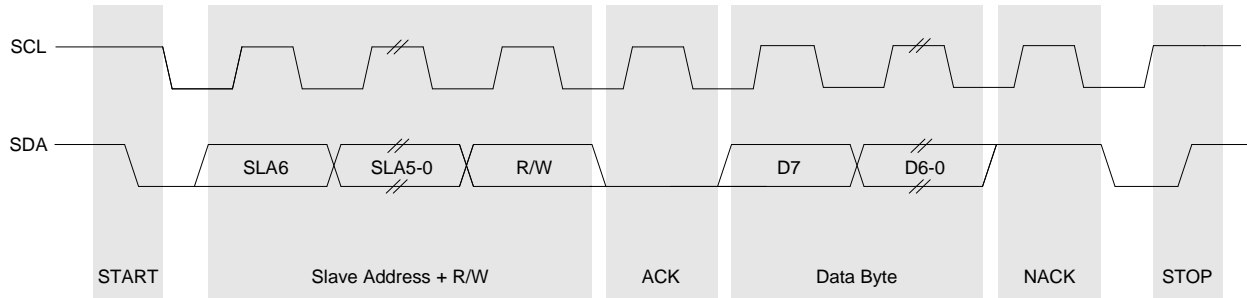 SCL
SDA
SLA6
SLA5-0
R/W
D7
D6-0
START
Slave Address + R/W
ACK
Data Byte
NACK
STOP